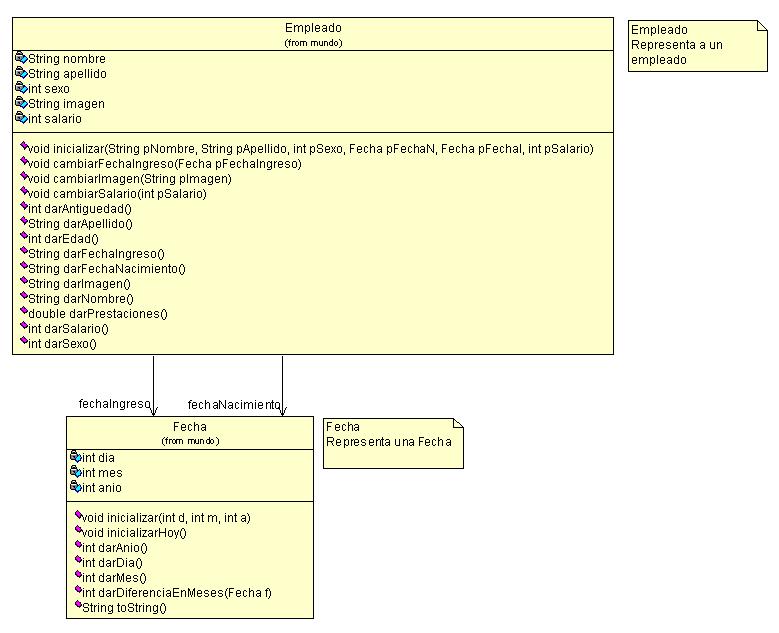 Empleado
(from mundo)
String nombre
String apellido
int sexo
String imagen
int salario
void inicializar(String pNombre, String pApellido, int pSexo, Fecha pFechaN, Fecha pFechaI, int pSalario)
void cambiarFechaIngreso(Fecha pFechaIngreso)
void cambiarImagen(String pImagen)
void cambiarSalario(int pSalario)
int darAntiguedad()
String darApellido()
int darEdad()
String darFechaIngreso()
String darFechaNacimiento()
String darImagen()
String darNombre()
double darPrestaciones()
int darSalario()
int darSexo()
Empleado
Representa a un
empleado
fechaIngreso
fechaNacimiento
Fecha
(from mundo)
int dia
int mes
int anio
void inicializar(int d, int m, int a)
void inicializarHoy()
int darAnio()
int darDia()
int darMes()
int darDiferenciaEnMeses(Fecha f)
String toString()
Fecha
Representa una Fecha